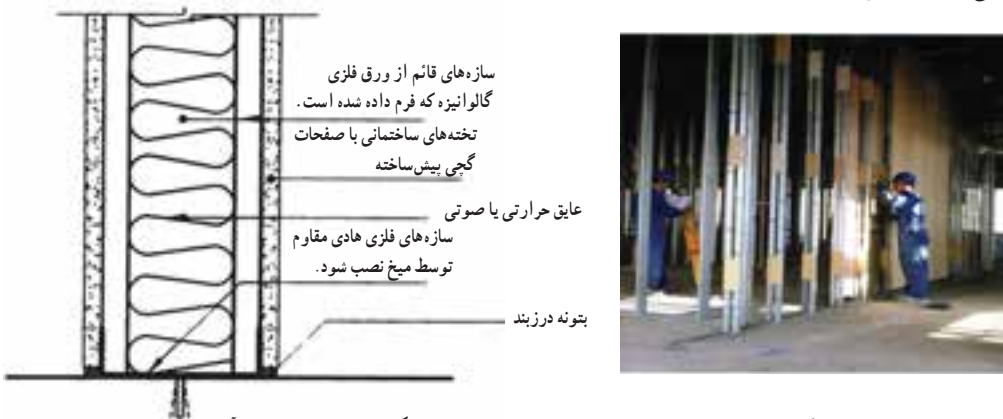 سازه‌های قائم از ورق فلزی
گالوانیزه که فرم داده شده است.
تخته‌های ساختمانی با صفحات
گچی پیش‌ساخته
عایق حرارتی یا صوتی
سازه‌های فلزی هادی مقاوم
توسط میخ نصب شود.
بتونه درزبند